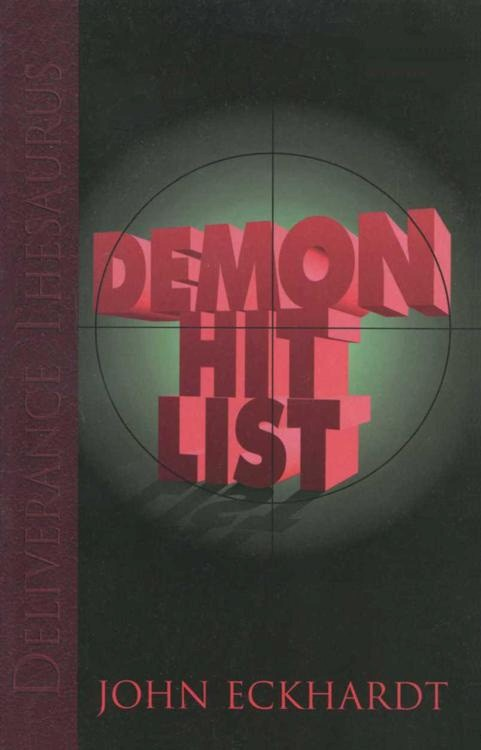 DELIVERANCE THESAURUS
DEMON
HIT
LIST
JOHN ECKHARDT